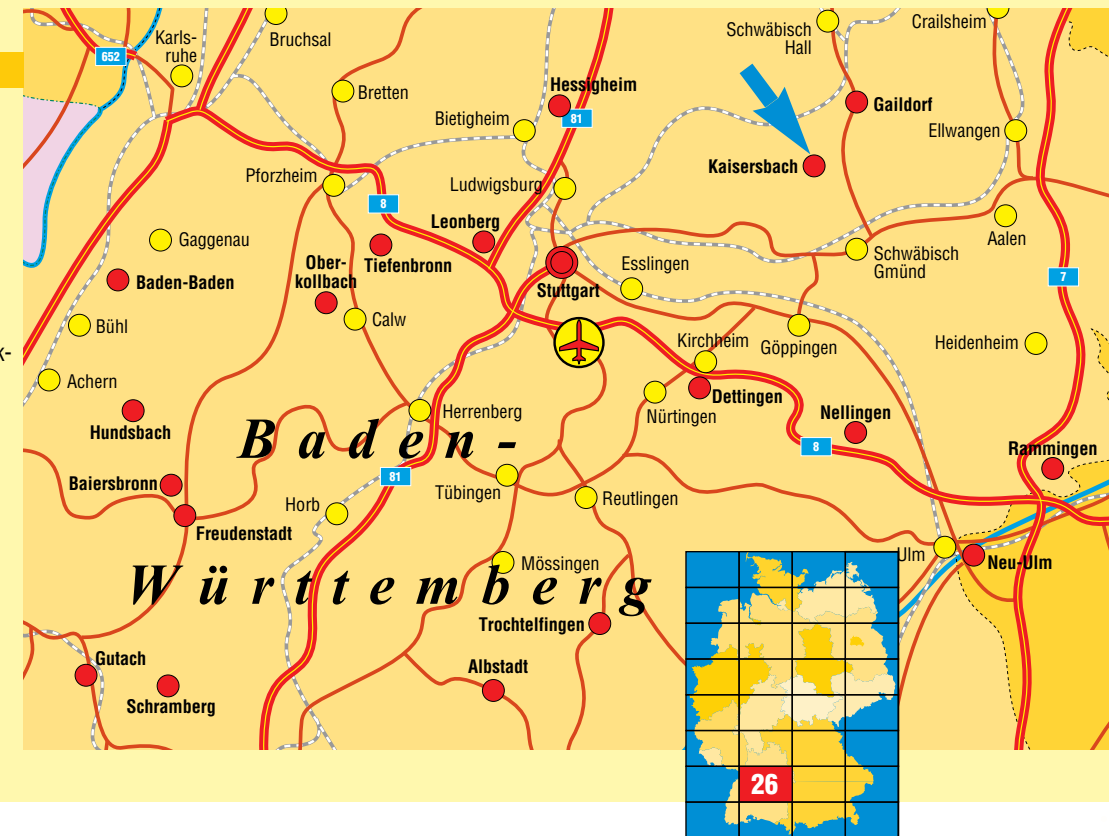 Karls-
ruhe
Bruchsal
652
Schwäbisch
Hall
Crailsheim
Bretten
Hessigheim
81
Bietigheim
Gaildorf
Ellwangen
Kaisersbach
Pforzheim
Ludwigsburg
8
Leonberg
Gaggenau
Tiefenbronn
Aalen
Schwäbisch
Gmünd
Baden-Baden
Ober-
kollbach
Esslingen
Stuttgart
7
Bühl
Calw
Kirchheim
Göppingen
Heidenheim
k-
Achern
Dettingen
Nürtingen
Hundsbach
Herrenberg
Nellingen
Baden-
8
Rammingen
Baiersbronn
81
Tübingen
Reutlingen
Horb
Freudenstadt
Ulm
Neu-Ulm
Mössingen
Württemberg
Trochtelfingen
Gutach
Albstadt
Schramberg
26